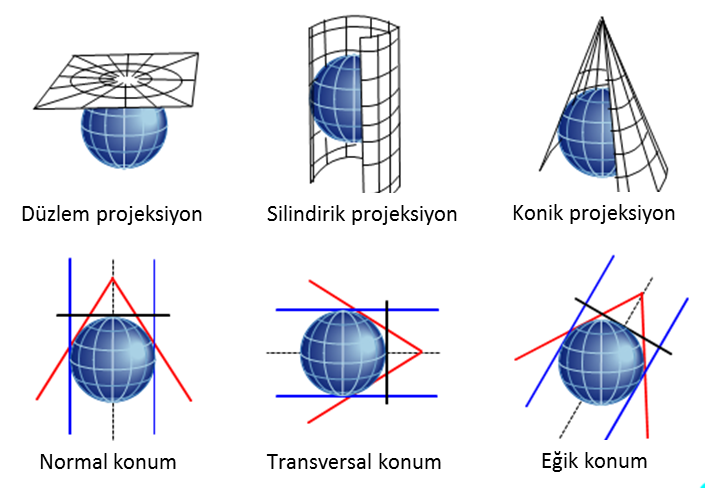 Düzlem projeksiyon
Silindirik projeksiyon
Konik projeksiyon
Normal konum
Transversal konum
Eğik konum